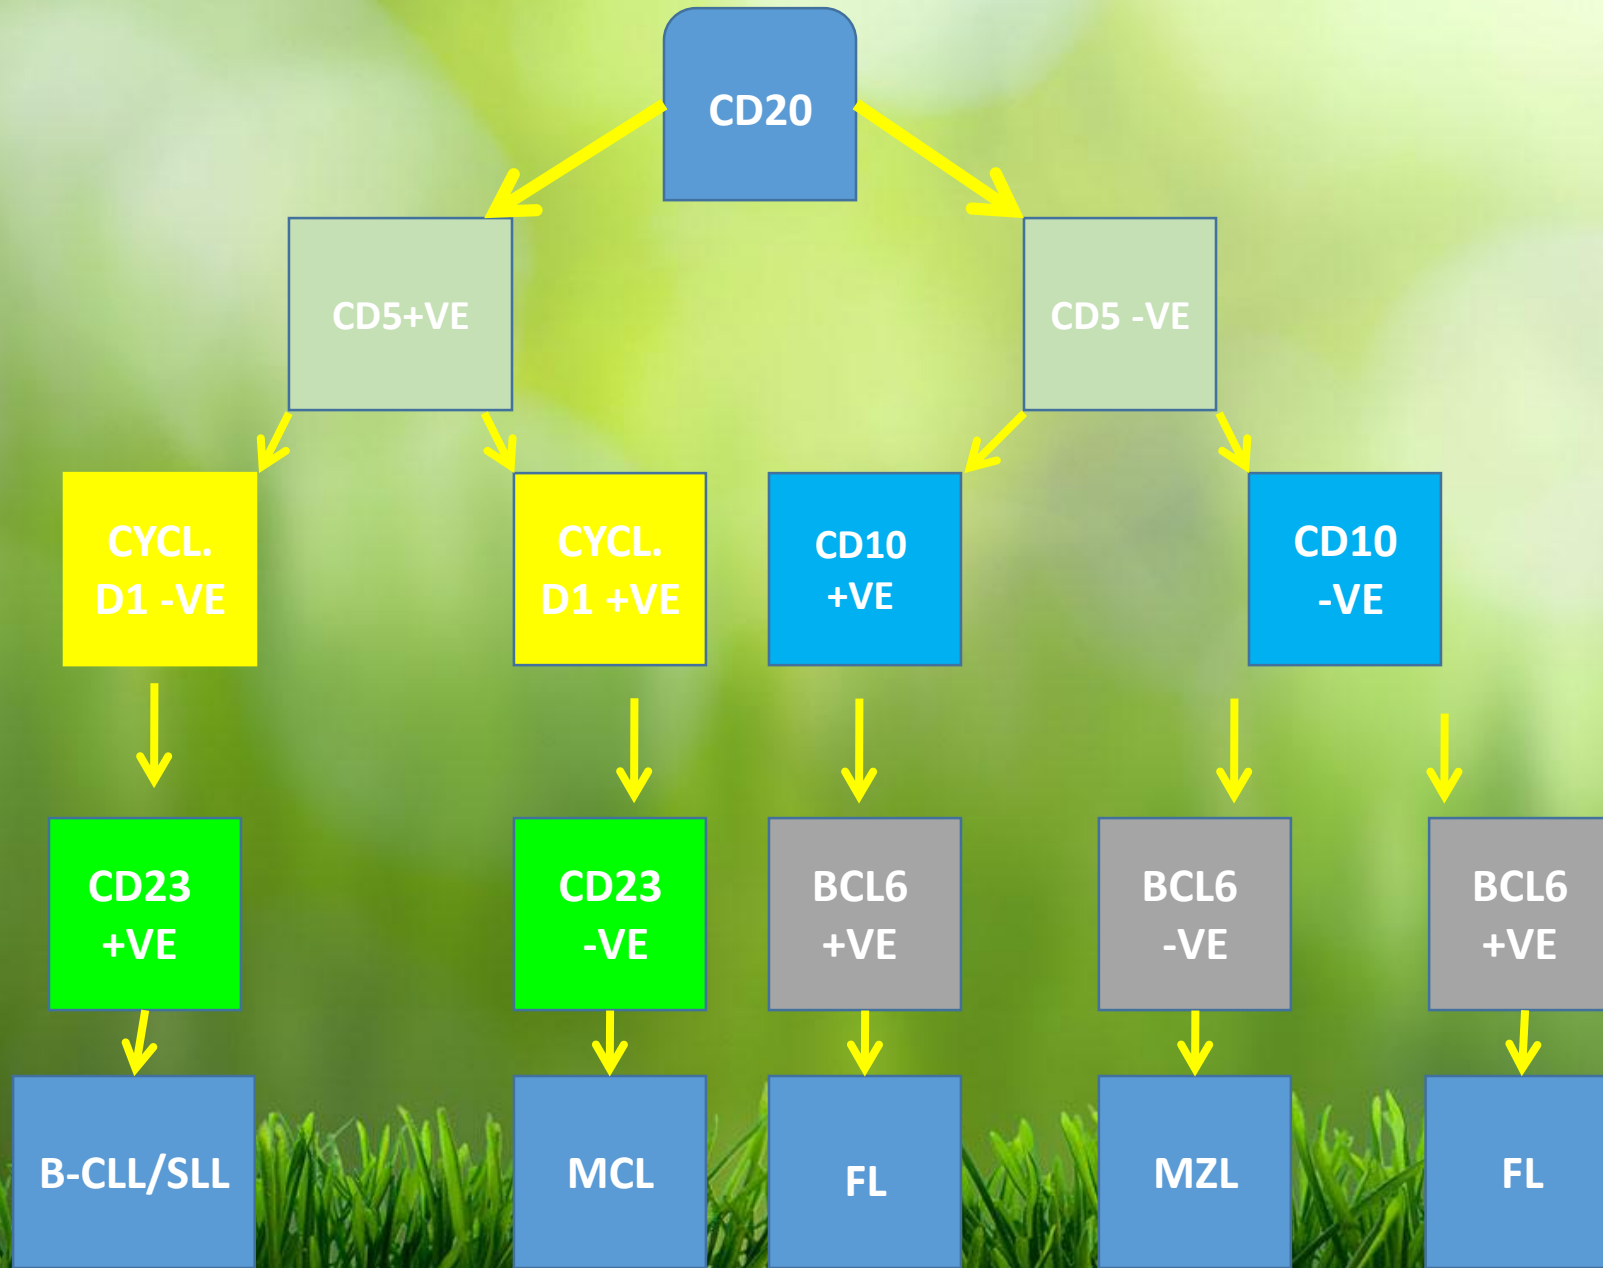 CD20
CD5+VE
CD5 -VE
CYCL.
D1 -VE
CYCL.
D1 +VE
CD10
+VE
CD10
-VE
CD23
+VE
CD23
-VE
BCL6
+VE
BCL6
-VE
BCL6
+VE
B-CLL/SLL
MCL
FL
MZL
FL